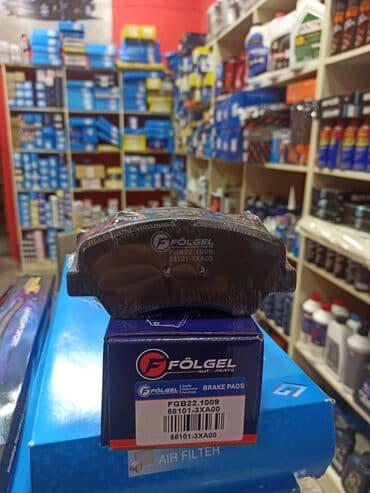 FÖLGEL
FGB22.1009
58101-3XA00
FÖLGEL
AUTO PARTS
FÖLGEL
BRAKE PADS
FGB22.1009
58101-3XA00
58101-3XA00
AIR FILTER